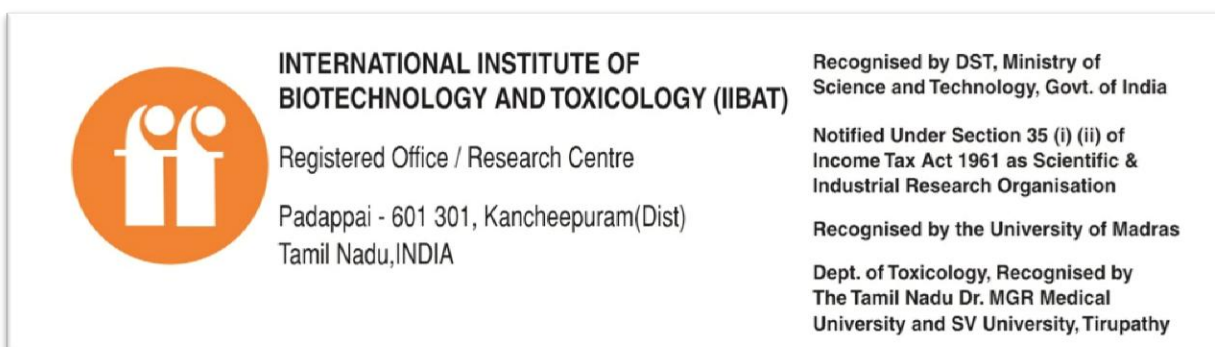 INTERNATIONAL INSTITUTE OF
BIOTECHNOLOGY AND TOXICOLOGY (IIBAT)
Registered Office / Research Centre
Padappai - 601 301, Kancheepuram(Dist)
Tamil Nadu,INDIA
Recognised by DST, Ministry of
Science and Technology, Govt. of India
Notified Under Section 35 (i) (ii) of
Income Tax Act 1961 as Scientific &
Industrial Research Organisation
Recognised by the University of Madras
Dept. of Toxicology, Recognised by
The Tamil Nadu Dr. MGR Medical
University and SV University, Tirupathy